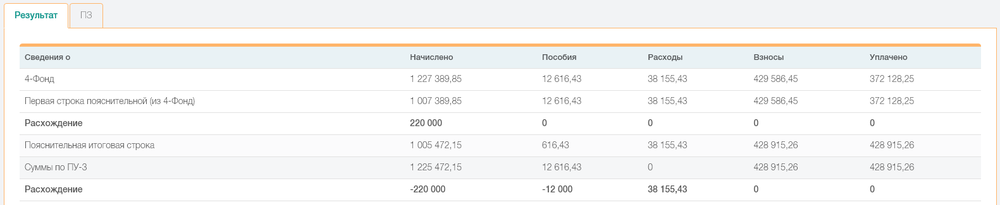 Результат ПЗ
Сведения о Начислено Пособия Расходы Взносы Уплачено
4-Фонд 1 227 389,85 12 616,43 38 155,43 429 586,45 372 128,25
Первая строка пояснительной (из 4-Фонд) 1 007 389,85 12 616,43 38 155,43 429 586,45 372 128,25
Расхождение 220 000 0 0 0 0
Пояснительная итоговая строка 1 005 472,15 616,43 38 155,43 428 915,26 428 915,26
Суммы по ПУ-3 1 225 472,15 12 616,43 0 428 915,26 428 915,26
Расхождение -220 000 -12 000 38 155,43 0 0